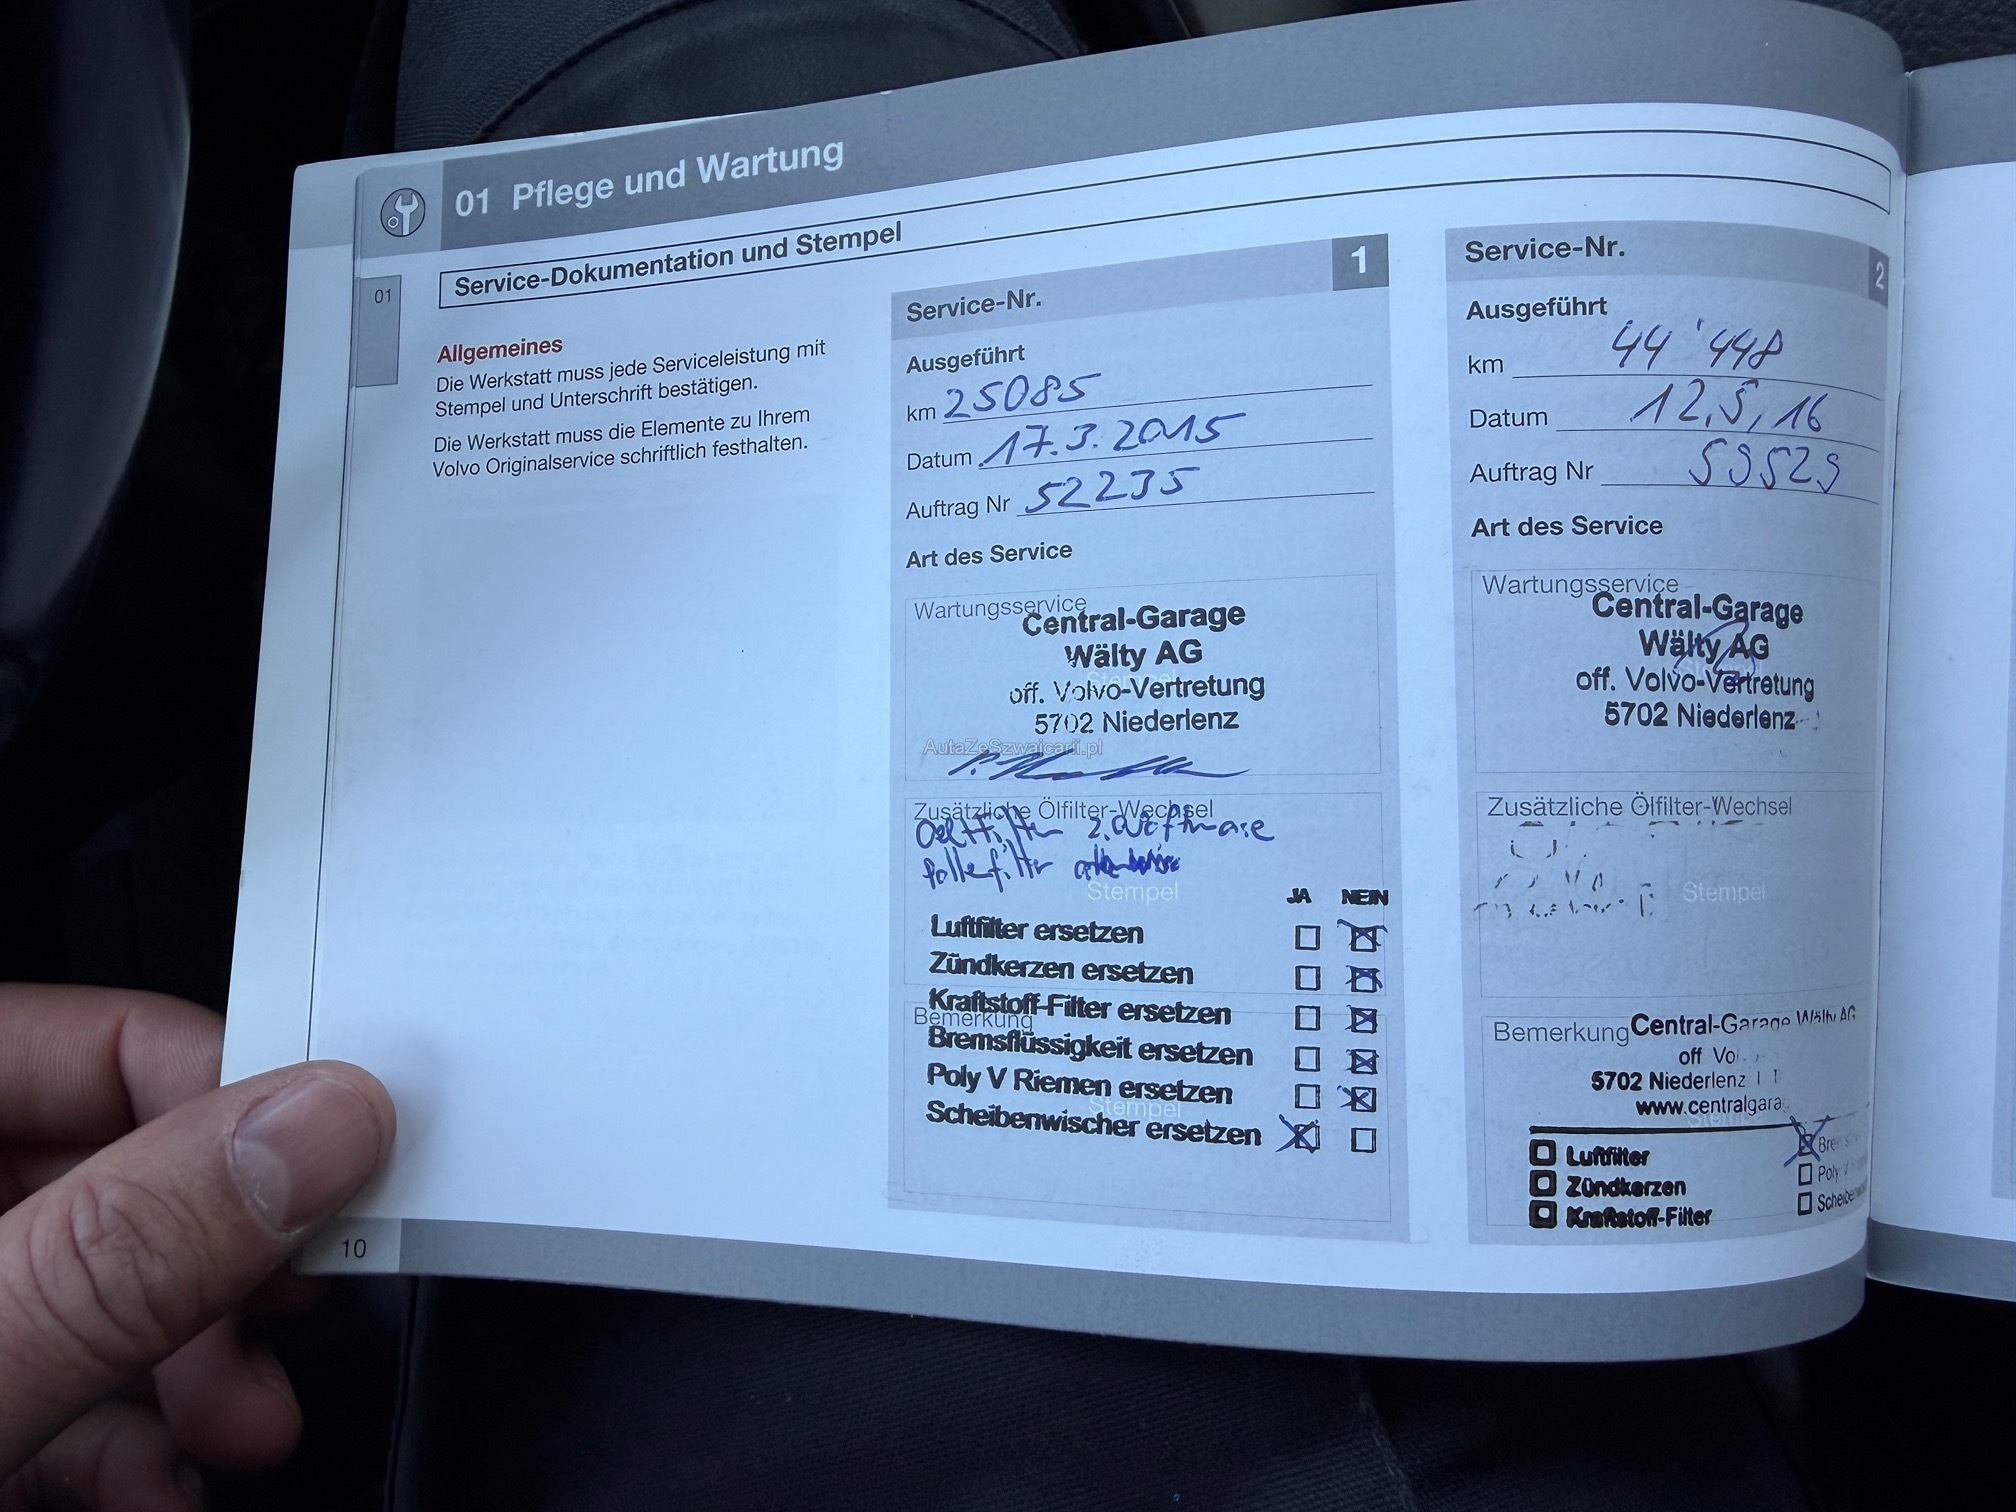 01 Pflege und Wartung
01
Service-Dokumentation und Stempel
Allgemeines
Die Werkstatt muss jede Serviceleistung mit
Stempel und Unterschrift bestätigen.
Die Werkstatt muss die Elemente zu Ihrem
Volvo Originalservice schriftlich festhalten.
10
Service-Nr. 1
Ausgeführt
km 25085
Datum 17.3.2015
Auftrag Nr 52235
Art des Service
Wartungsservice
Central-Garage
Wälty AG
Stempel
off. Volvo-Vertretung
5702 Niederlenz
AutaZeSzwajcarii.pl
Zusätzliche Ölfilter-Wechsel
Stempel
JA NEIN
Luftfilter ersetzen
Zündkerzen ersetzen
Kraftstoff-Filter ersetzen
Bemerkung
Bremsflüssigkeit ersetzen
Poly V Riemen ersetzen
Stempel
Scheibenwischer ersetzen
Service-Nr. 2
Ausgeführt
km 44'448
Datum 12.5.16
Auftrag Nr 59529
Art des Service
Wartungsservice
Central-Garage
Wälty AG
off. Volvo-Vertretung
5702 Niederlenz
Zusätzliche Ölfilter-Wechsel
Stempel
Bemerkung
Central-Garage Wälty AG
off
5702 Niederlenz
Luftfilter
Zündkerzen
Poly V
Kraftstoff-Filter